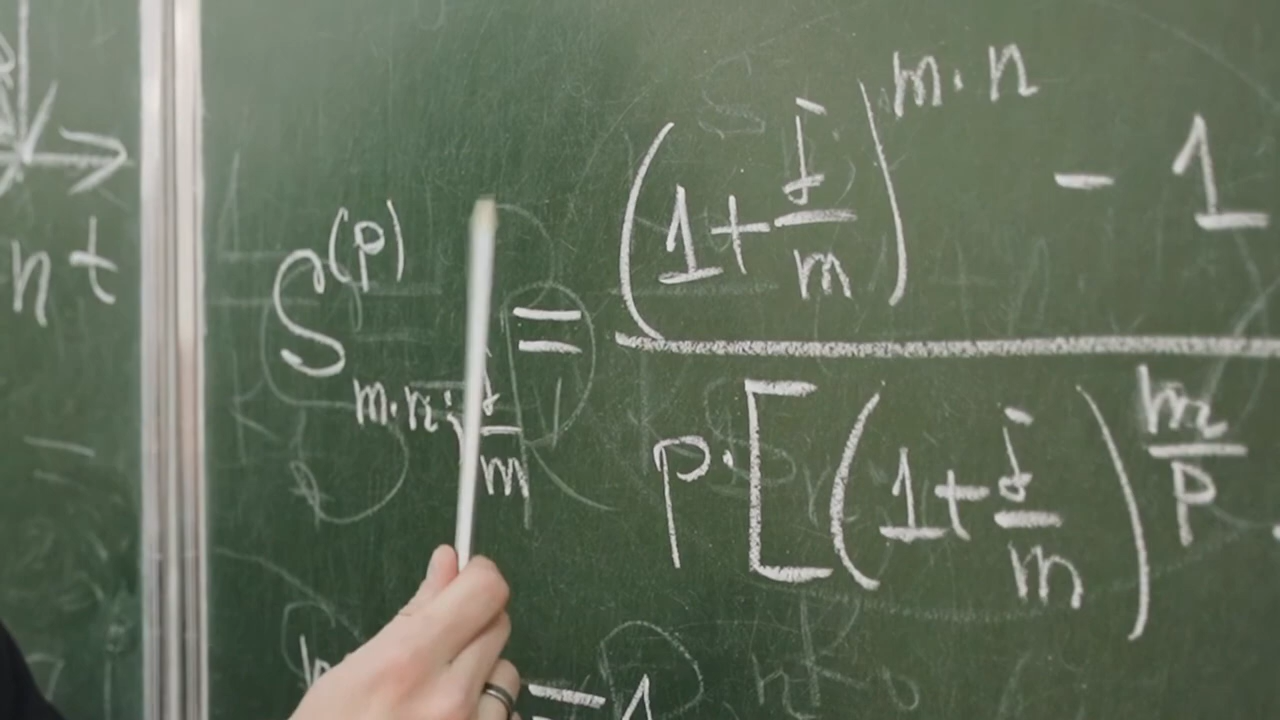 nt
S^(p)_{m·n; j/m} = ((1+j/m)^{m·n} - 1) / (p·[(1+j/m)^{m/p}
= 1